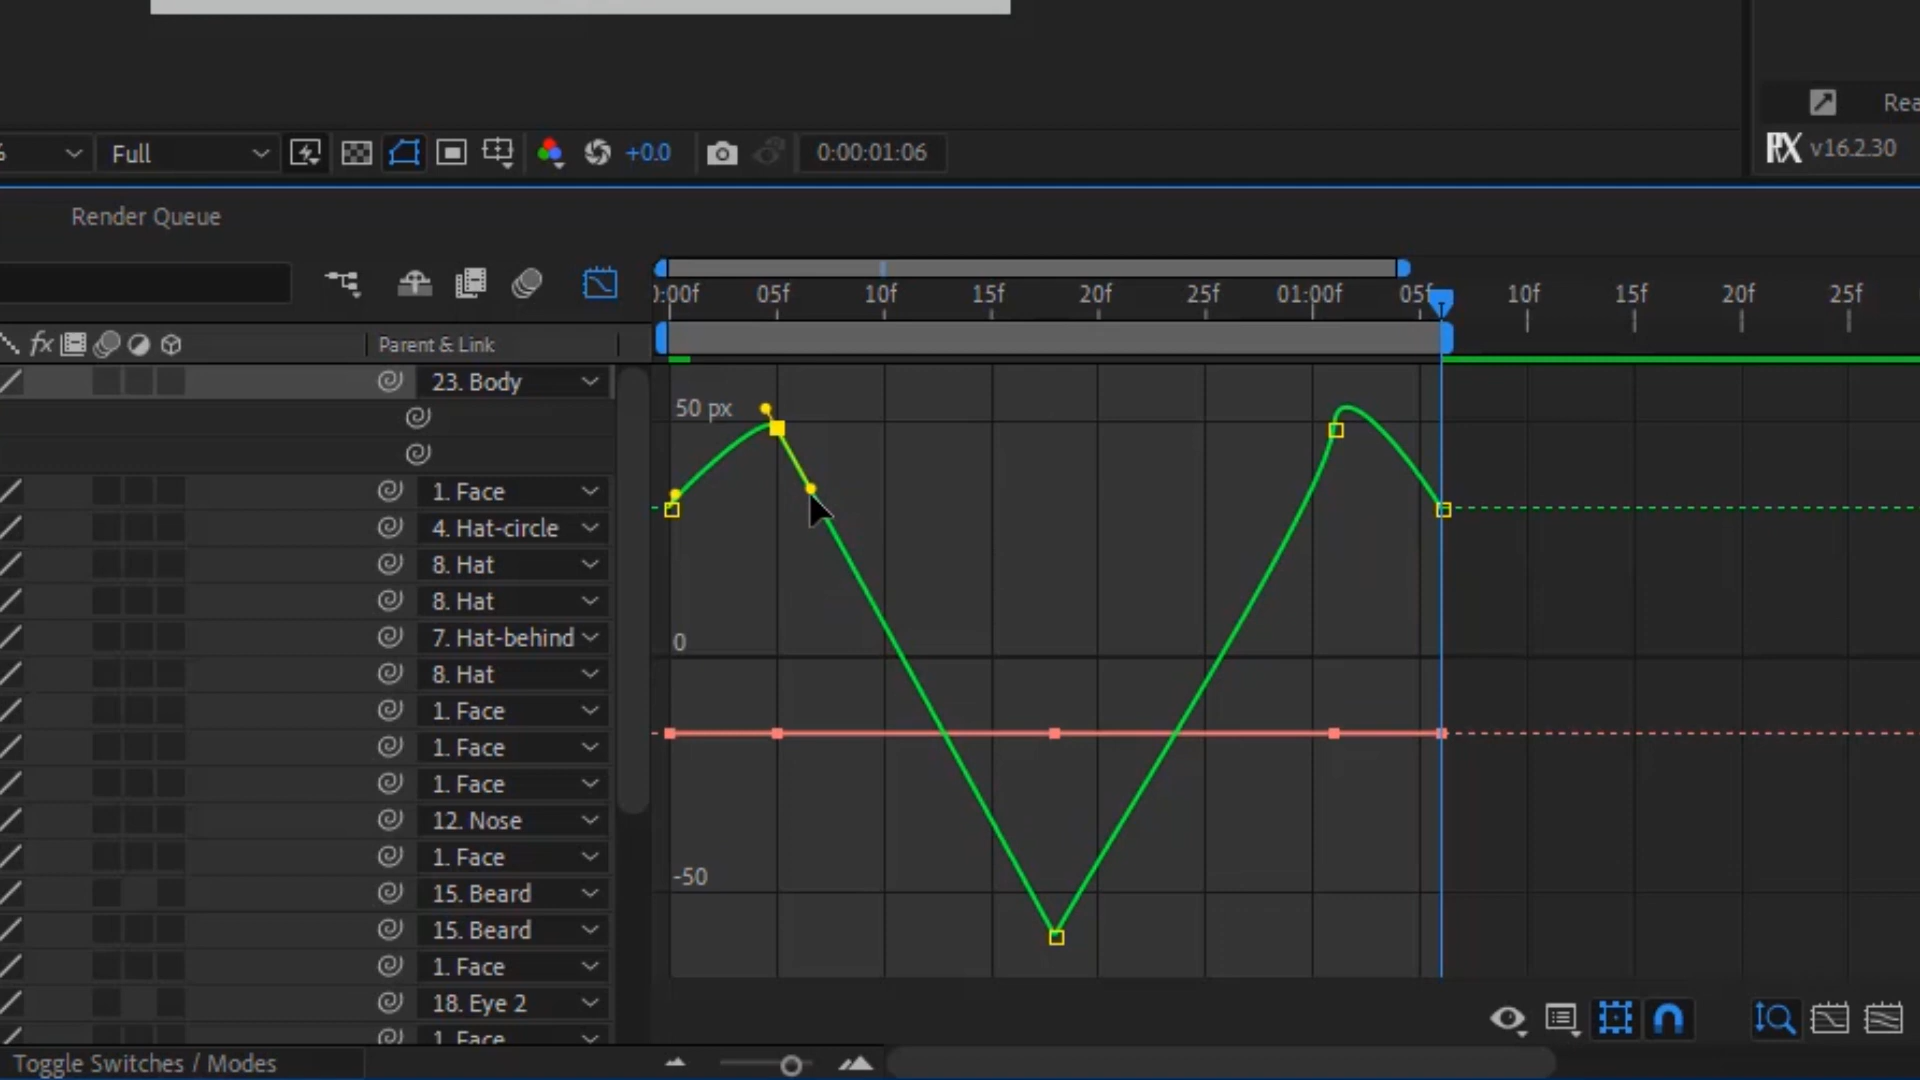 Rea
Full
+0.0
0:00:01:06
RX v16.2.30
Render Queue
0:00f 05f 10f 15f 20f 25f 01:00f 05f 10f 15f 20f 25f
fx
Parent & Link
23. Body
50 px
1. Face
4. Hat-circle
8. Hat
8. Hat
7. Hat-behind
0
8. Hat
1. Face
1. Face
1. Face
12. Nose
1. Face
-50
15. Beard
15. Beard
1. Face
18. Eye 2
1. Face
Toggle Switches / Modes